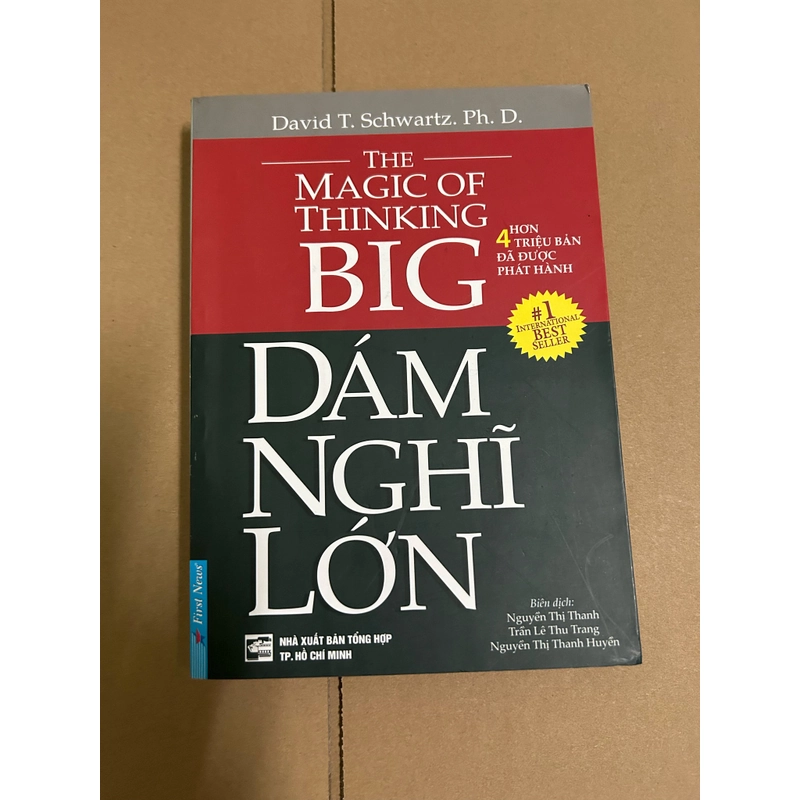 David T. Schwartz. Ph. D.
THE
MAGIC OF
THINKING
BIG
4 HƠN
TRIỆU BẢN
ĐÃ ĐƯỢC
PHÁT HÀNH
#1
INTERNATIONAL
BEST
SELLER
DÁM
NGHĨ
LỚN
Biên dịch:
Nguyễn Thị Thanh
Trần Lê Thu Trang
Nguyễn Thị Thanh Huyền
First News
NHÀ XUẤT BẢN TỔNG HỢP
TP. HỒ CHÍ MINH